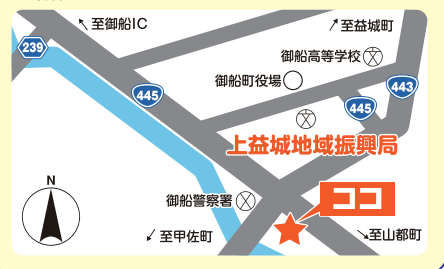 ↖至御船IC
↗至益城町
239
御船高等学校
御船町役場
445
443
445
上益城地域振興局
N
御船警察署
ココ
↙至甲佐町
↘至山都町